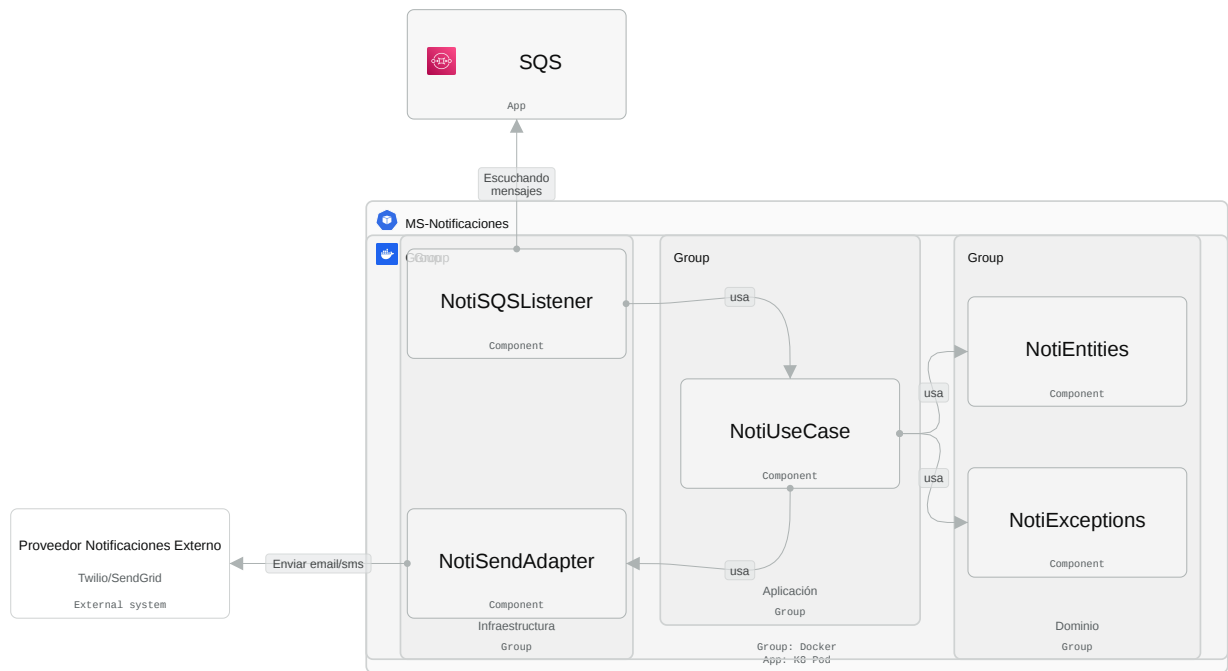 SQS
App
Escuchando
mensajes
MS-Notificaciones
Group
Group
Group
NotiSQSListener
Component
usa
NotiEntities
Component
usa
NotiUseCase
Component
usa
NotiExceptions
Component
Proveedor Notificaciones Externo
Twilio/SendGrid
External system
Enviar email/sms
NotiSendAdapter
Component
usa
Aplicación
Group
Infraestructura
Group
Dominio
Group
Group: Docker
App: K8 Pod